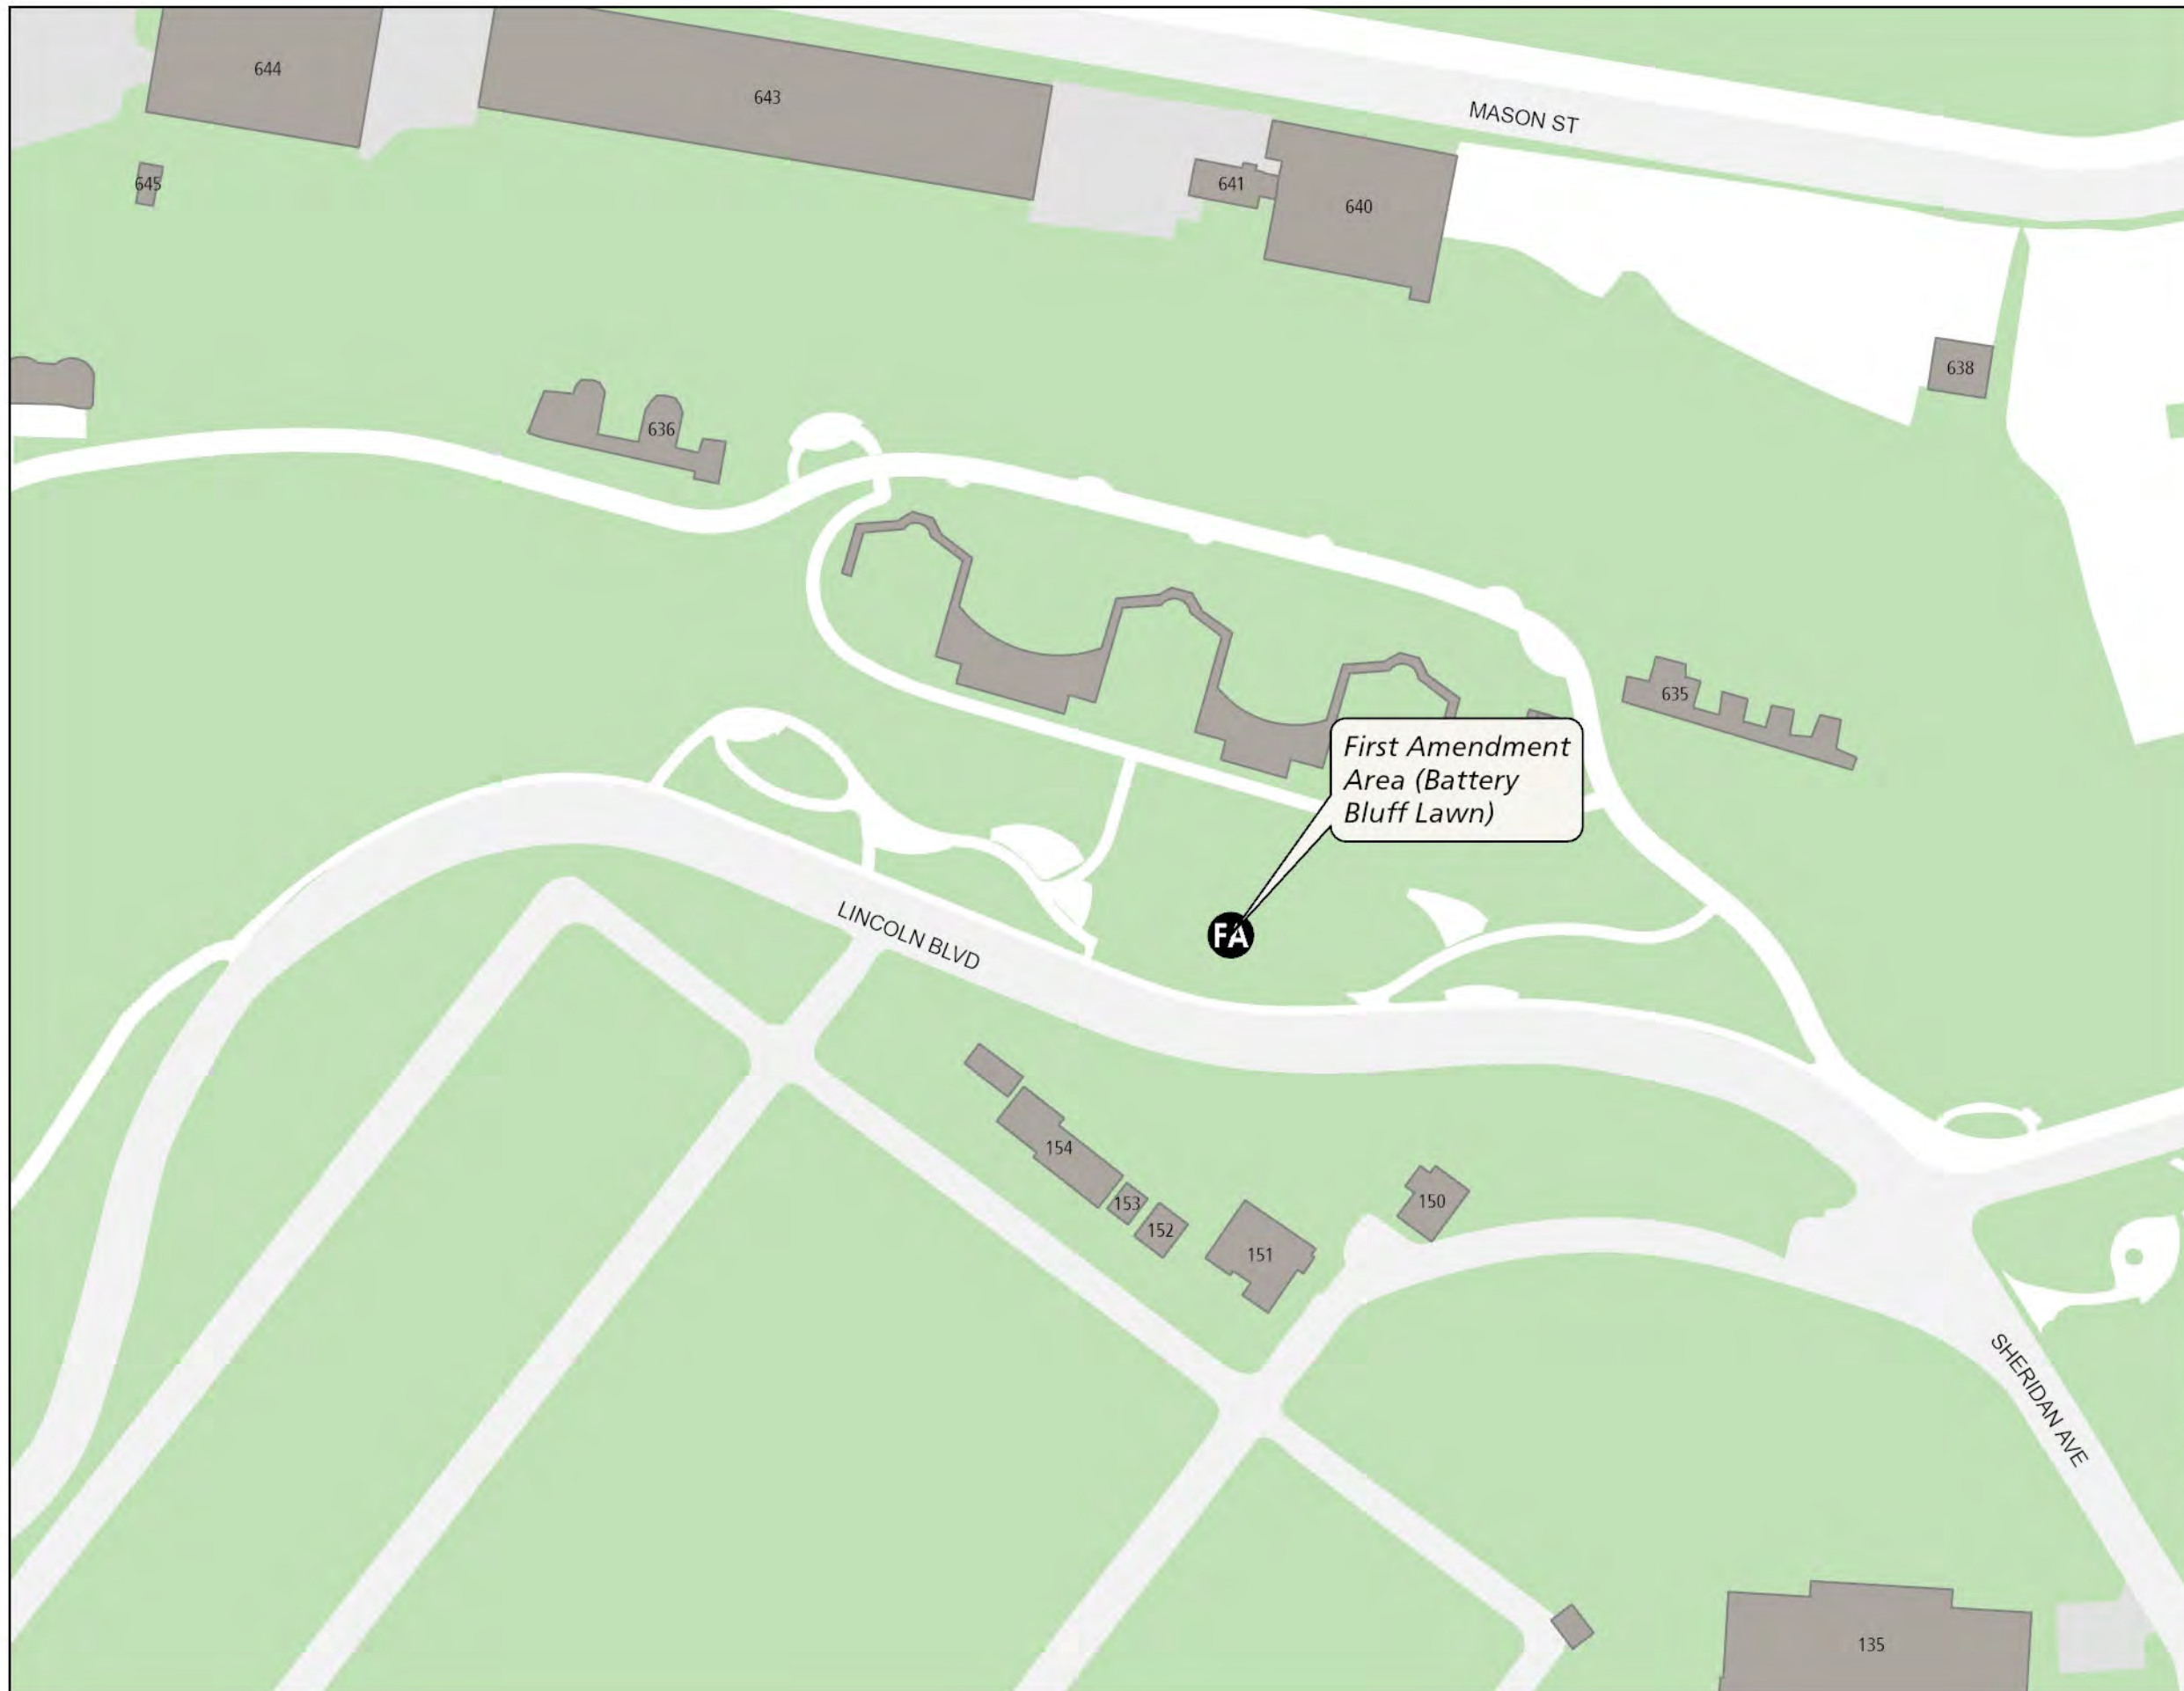 644
643
MASON ST
645
641
640
638
636
635
First Amendment
Area (Battery
Bluff Lawn)
FA
LINCOLN BLVD
154
153
152
150
151
SHERIDAN AVE
135